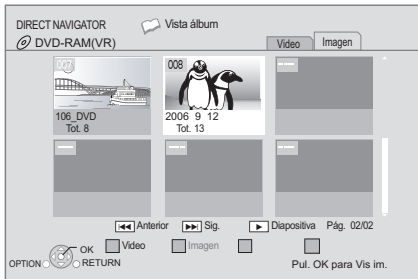 DIRECT NAVIGATOR Vista álbum
DVD-RAM(VR)
Video Imagen
007 008 ---
106_DVD 2006 9 12
Tot. 8 Tot. 13
--- --- ---
Anterior Sig. Diapositiva Pág. 02/02
OK Video Imagen
OPTION RETURN Pul. OK para Vis im.